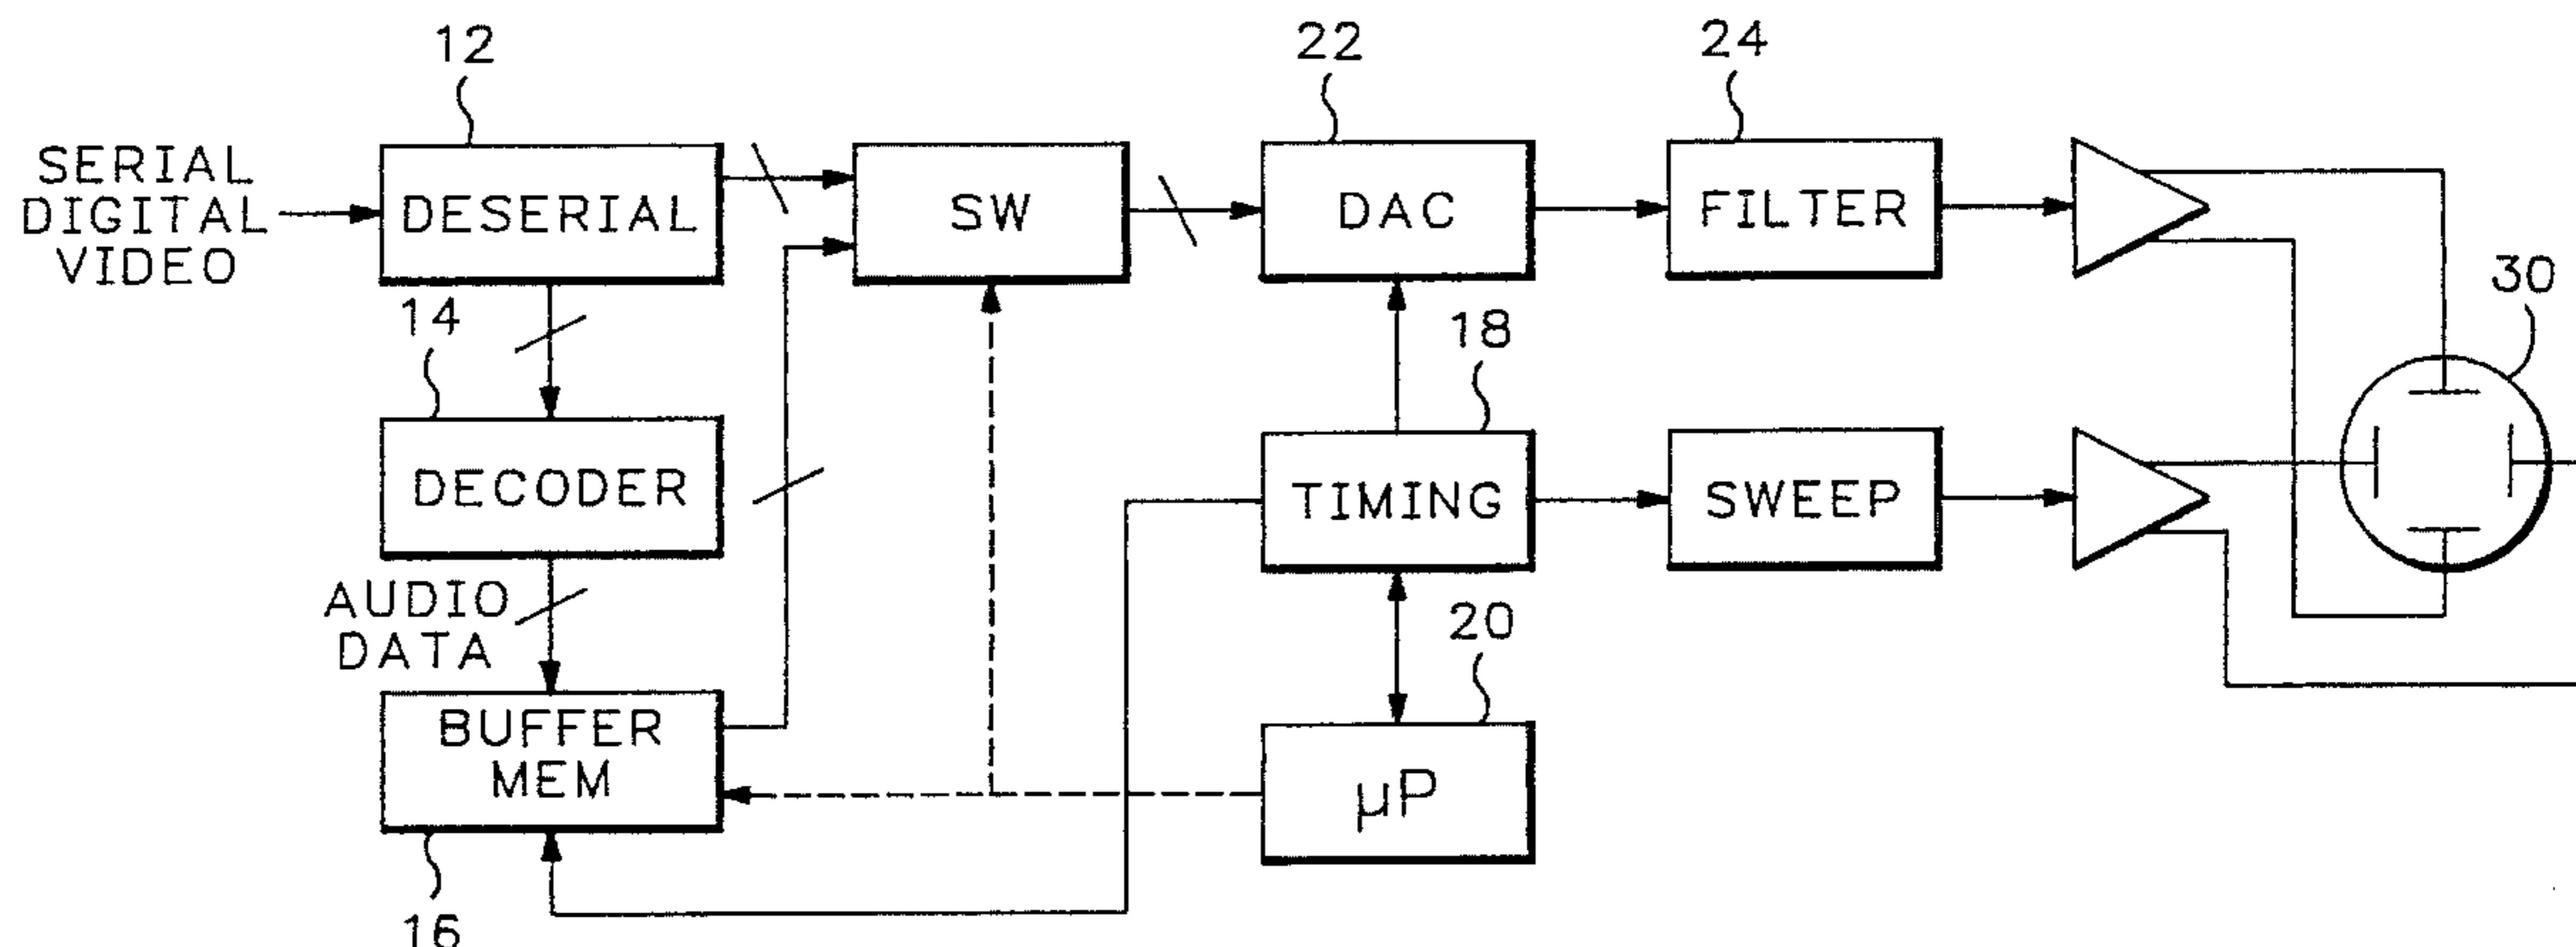 12
22
24
SERIAL
DIGITAL
VIDEO
DESERIAL
SW
DAC
FILTER
30
14
18
DECODER
TIMING
SWEEP
AUDIO
DATA
20
BUFFER
MEM
µP
16